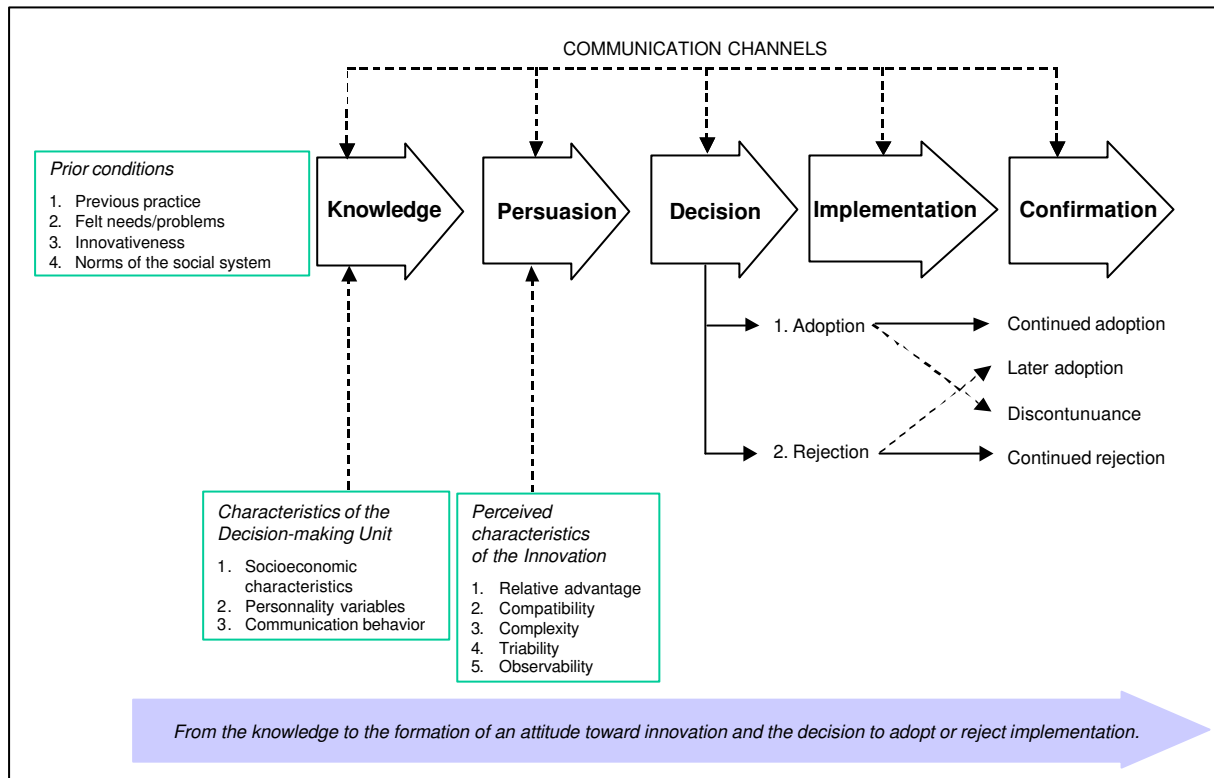 COMMUNICATION CHANNELS
Prior conditions
1. Previous practice
2. Felt needs/problems
3. Innovativeness
4. Norms of the social system
Knowledge
Persuasion
Decision
Implementation
Confirmation
1. Adoption
Continued adoption
Later adoption
Discontunuance
2. Rejection
Continued rejection
Characteristics of the
Decision-making Unit
1. Socioeconomic
characteristics
2. Personnality variables
3. Communication behavior
Perceived
characteristics
of the Innovation
1. Relative advantage
2. Compatibility
3. Complexity
4. Triability
5. Observability
From the knowledge to the formation of an attitude toward innovation and the decision to adopt or reject implementation.